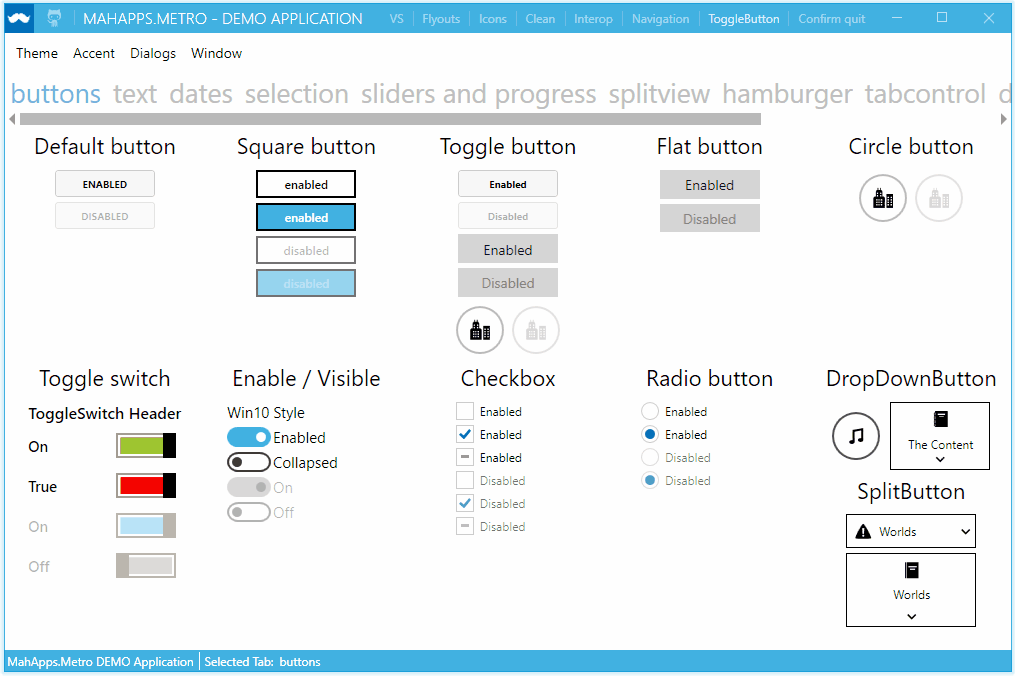 MAHAPPS.METRO - DEMO APPLICATION VS Flyouts Icons Clean Interop Navigation ToggleButton Confirm quit
Theme Accent Dialogs Window
buttons text dates selection sliders and progress splitview hamburger tabcontrol d
Default button
ENABLED
DISABLED
Square button
enabled
enabled
disabled
disabled
Toggle button
Enabled
Disabled
Enabled
Disabled
Flat button
Enabled
Disabled
Circle button
Toggle switch
ToggleSwitch Header
On
True
On
Off
Enable / Visible
Win10 Style
Enabled
Collapsed
On
Off
Checkbox
Enabled
Enabled
Enabled
Disabled
Disabled
Disabled
Radio button
Enabled
Enabled
Disabled
Disabled
DropDownButton
The Content
SplitButton
Worlds
Worlds
MahApps.Metro DEMO Application Selected Tab: buttons